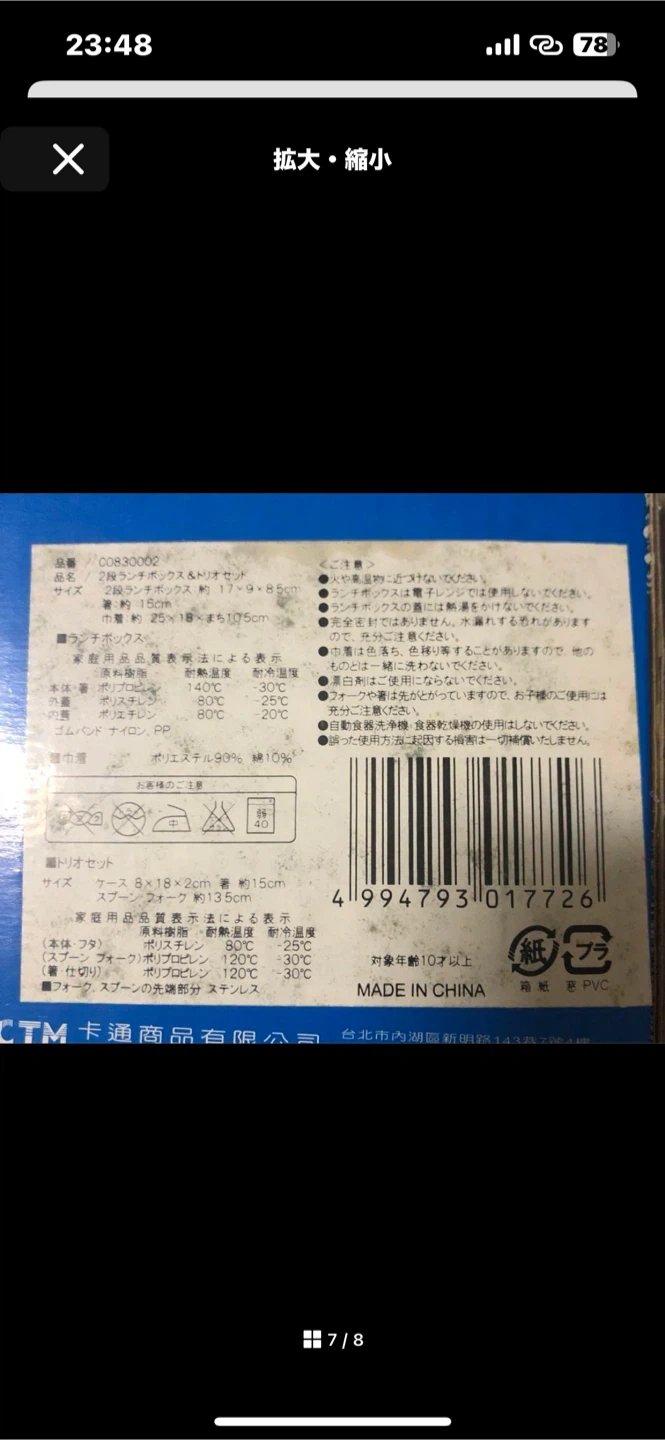 23:48
78
拡大・縮小
品番 / C0830002
品名 / 2段ランチボックス&トリオセット
サイズ 2段ランチボックス:約 17×9×8.5cm
箸:約 16cm
巾着:約 25×18×まち10.5cm
■ランチボックス
家庭用品品質表示法による表示
原料樹脂 耐熱温度 耐冷温度
本体・箸 ポリプロピレン 140℃ -30℃
外蓋 ポリスチレン 80℃ -25℃
内蓋 ポリエチレン 80℃ -20℃
ゴムバンド ナイロン、PP
■巾着 ポリエステル90% 綿10%
お客様のご注意
中
弱
40
■トリオセット
サイズ ケース 8×18×2cm 箸 約15cm
スプーン フォーク 約13.5cm
家庭用品品質表示法による表示
原料樹脂 耐熱温度 耐冷温度
(本体・フタ) ポリスチレン 80℃ -25℃
(スプーン フォーク) ポリプロピレン 120℃ -30℃
(箸・仕切り) ポリプロピレン 120℃ -30℃
■フォーク、スプーンの先端部分 ステンレス
<ご注意>
●火や高温物に近づけないでください。
●ランチボックスは電子レンジでは使用しないでください。
●ランチボックスの蓋には熱湯をかけないでください。
●完全密封ではありません。水漏れする恐れがあります
ので、充分ご注意ください。
●巾着は色落ち、色移り等することがありますので、他の
ものとは一緒に洗わないでください。
●漂白剤はご使用にならないでください。
●フォークや箸は先がとがっていますので、お子様のご使用には
充分ご注意ください。
●自動食器洗浄機・食器乾燥機の使用はしないでください。
●誤った使用方法に起因する損害は一切補償いたしません。
4 994793 017726
対象年齢10才以上
MADE IN CHINA
紙
プラ
箱 紙 窓 PVC
CTM 卡通商品有限公司 台北市內湖區新明路143巷7號4樓
7 / 8